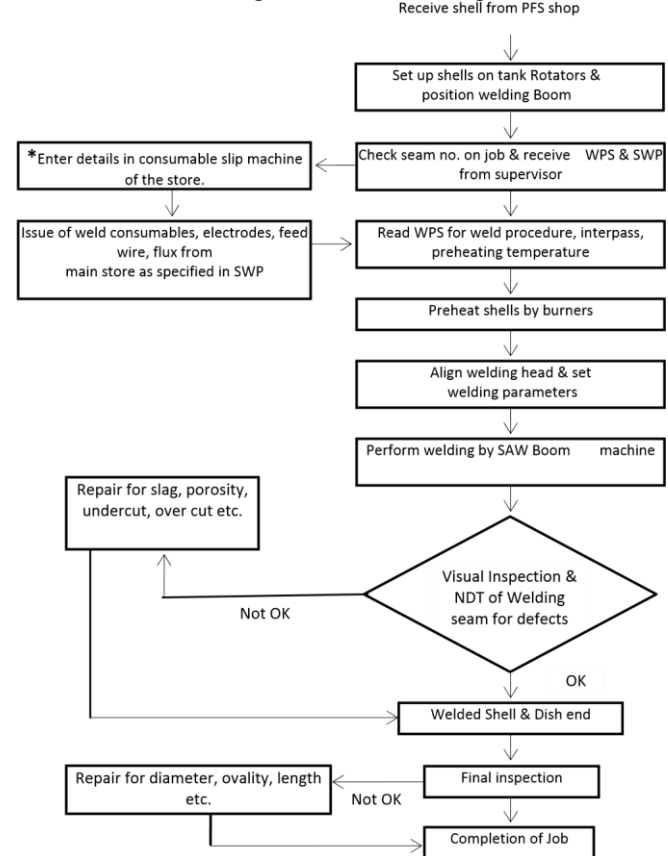 Receive shell from PFS shop
Set up shells on tank Rotators &
position welding Boom
Check seam no. on job & receive WPS & SWP
from supervisor
*Enter details in consumable slip machine
of the store.
Issue of weld consumables, electrodes, feed
wire, flux from
main store as specified in SWP
Read WPS for weld procedure, interpass,
preheating temperature
Preheat shells by burners
Align welding head & set
welding parameters
Perform welding by SAW Boom machine
Repair for slag, porosity,
undercut, over cut etc.
Visual Inspection &
NDT of Welding
seam for defects
Not OK
OK
Welded Shell & Dish end
Final inspection
Repair for diameter, ovality, length
etc.
Not OK
Completion of Job